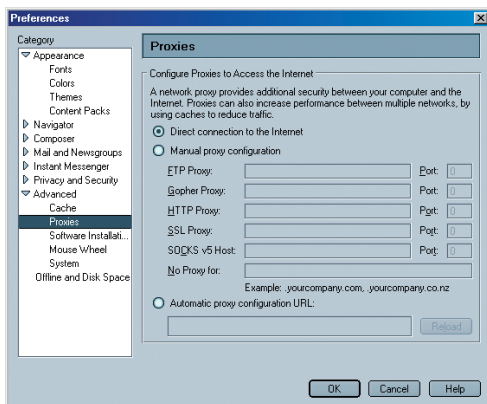 Preferences
Category
Appearance
Fonts
Colors
Themes
Content Packs
Navigator
Composer
Mail and Newsgroups
Instant Messenger
Privacy and Security
Advanced
Cache
Proxies
Software Installati...
Mouse Wheel
System
Offline and Disk Space
Proxies
Configure Proxies to Access the Internet
A network proxy provides additional security between your computer and the
Internet. Proxies can also increase performance between multiple networks, by
using caches to reduce traffic.
Direct connection to the Internet
Manual proxy configuration
FTP Proxy: Port: 0
Gopher Proxy: Port: 0
HTTP Proxy: Port: 0
SSL Proxy: Port: 0
SOCKS v5 Host: Port: 0
No Proxy for:
Example: .yourcompany.com, .yourcompany.co.nz
Automatic proxy configuration URL:
Reload
OK Cancel Help